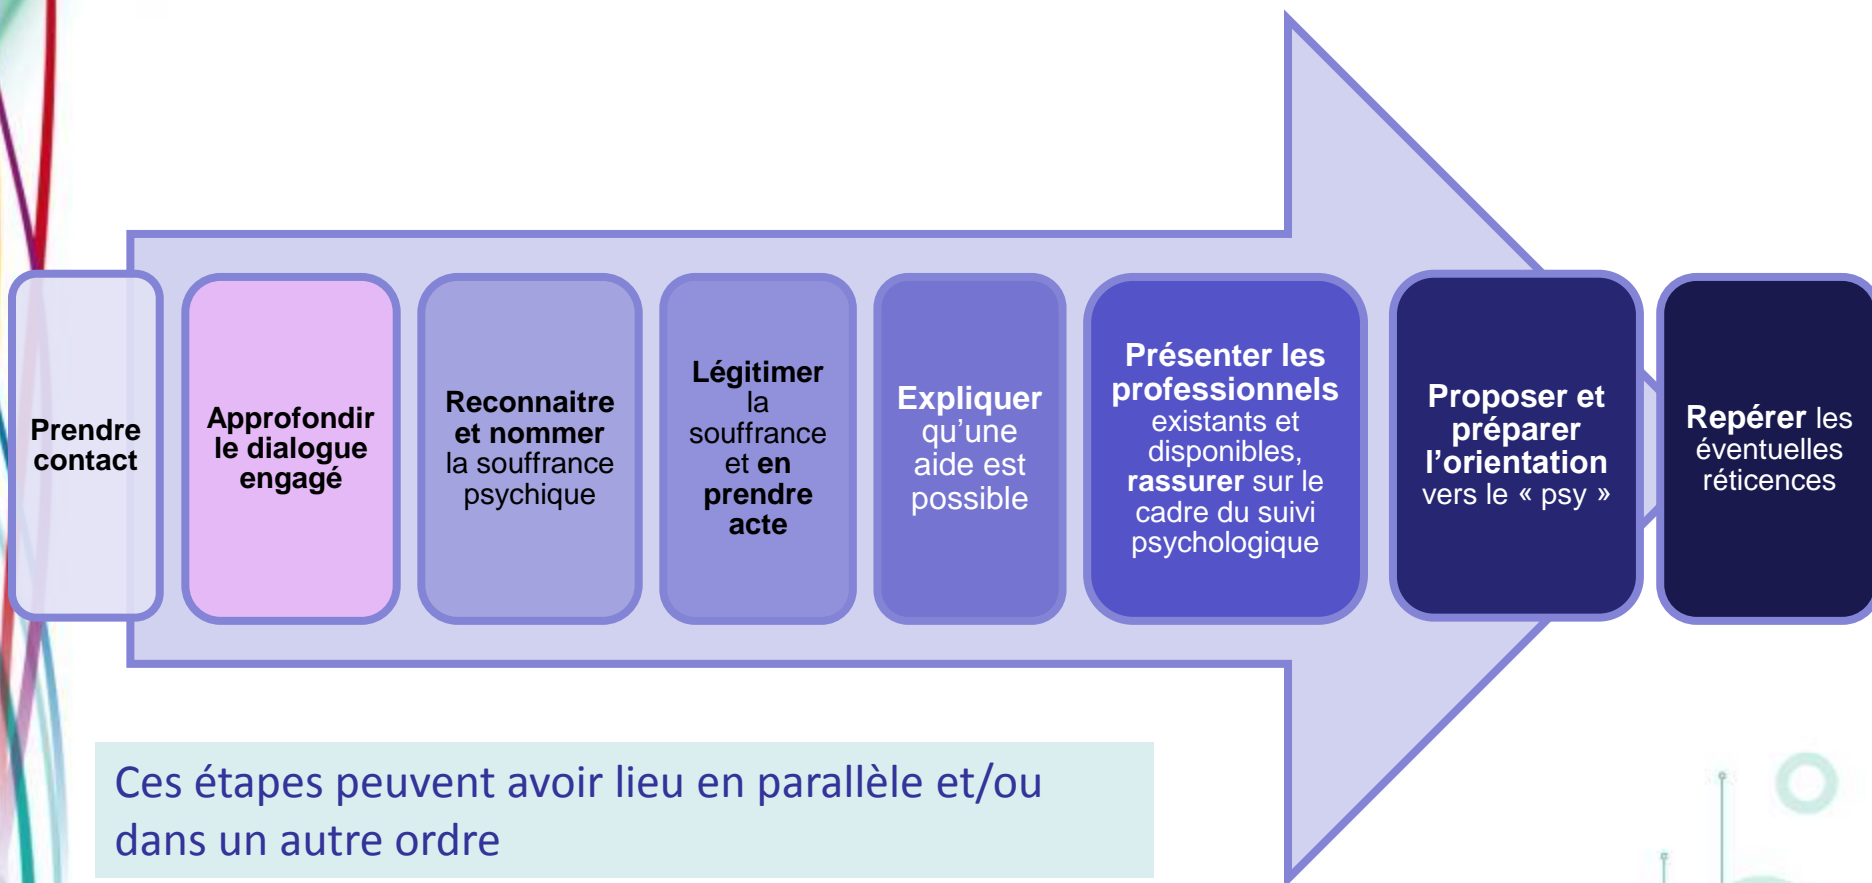 Prendre
contact
Approfondir
le dialogue
engagé
Reconnaitre
et nommer
la souffrance
psychique
Légitimer
la
souffrance
et en
prendre
acte
Expliquer
qu’une
aide est
possible
Présenter les
professionnels
existants et
disponibles,
rassurer sur le
cadre du suivi
psychologique
Proposer et
préparer
l’orientation
vers le « psy »
Repérer les
éventuelles
réticences
Ces étapes peuvent avoir lieu en parallèle et/ou
dans un autre ordre